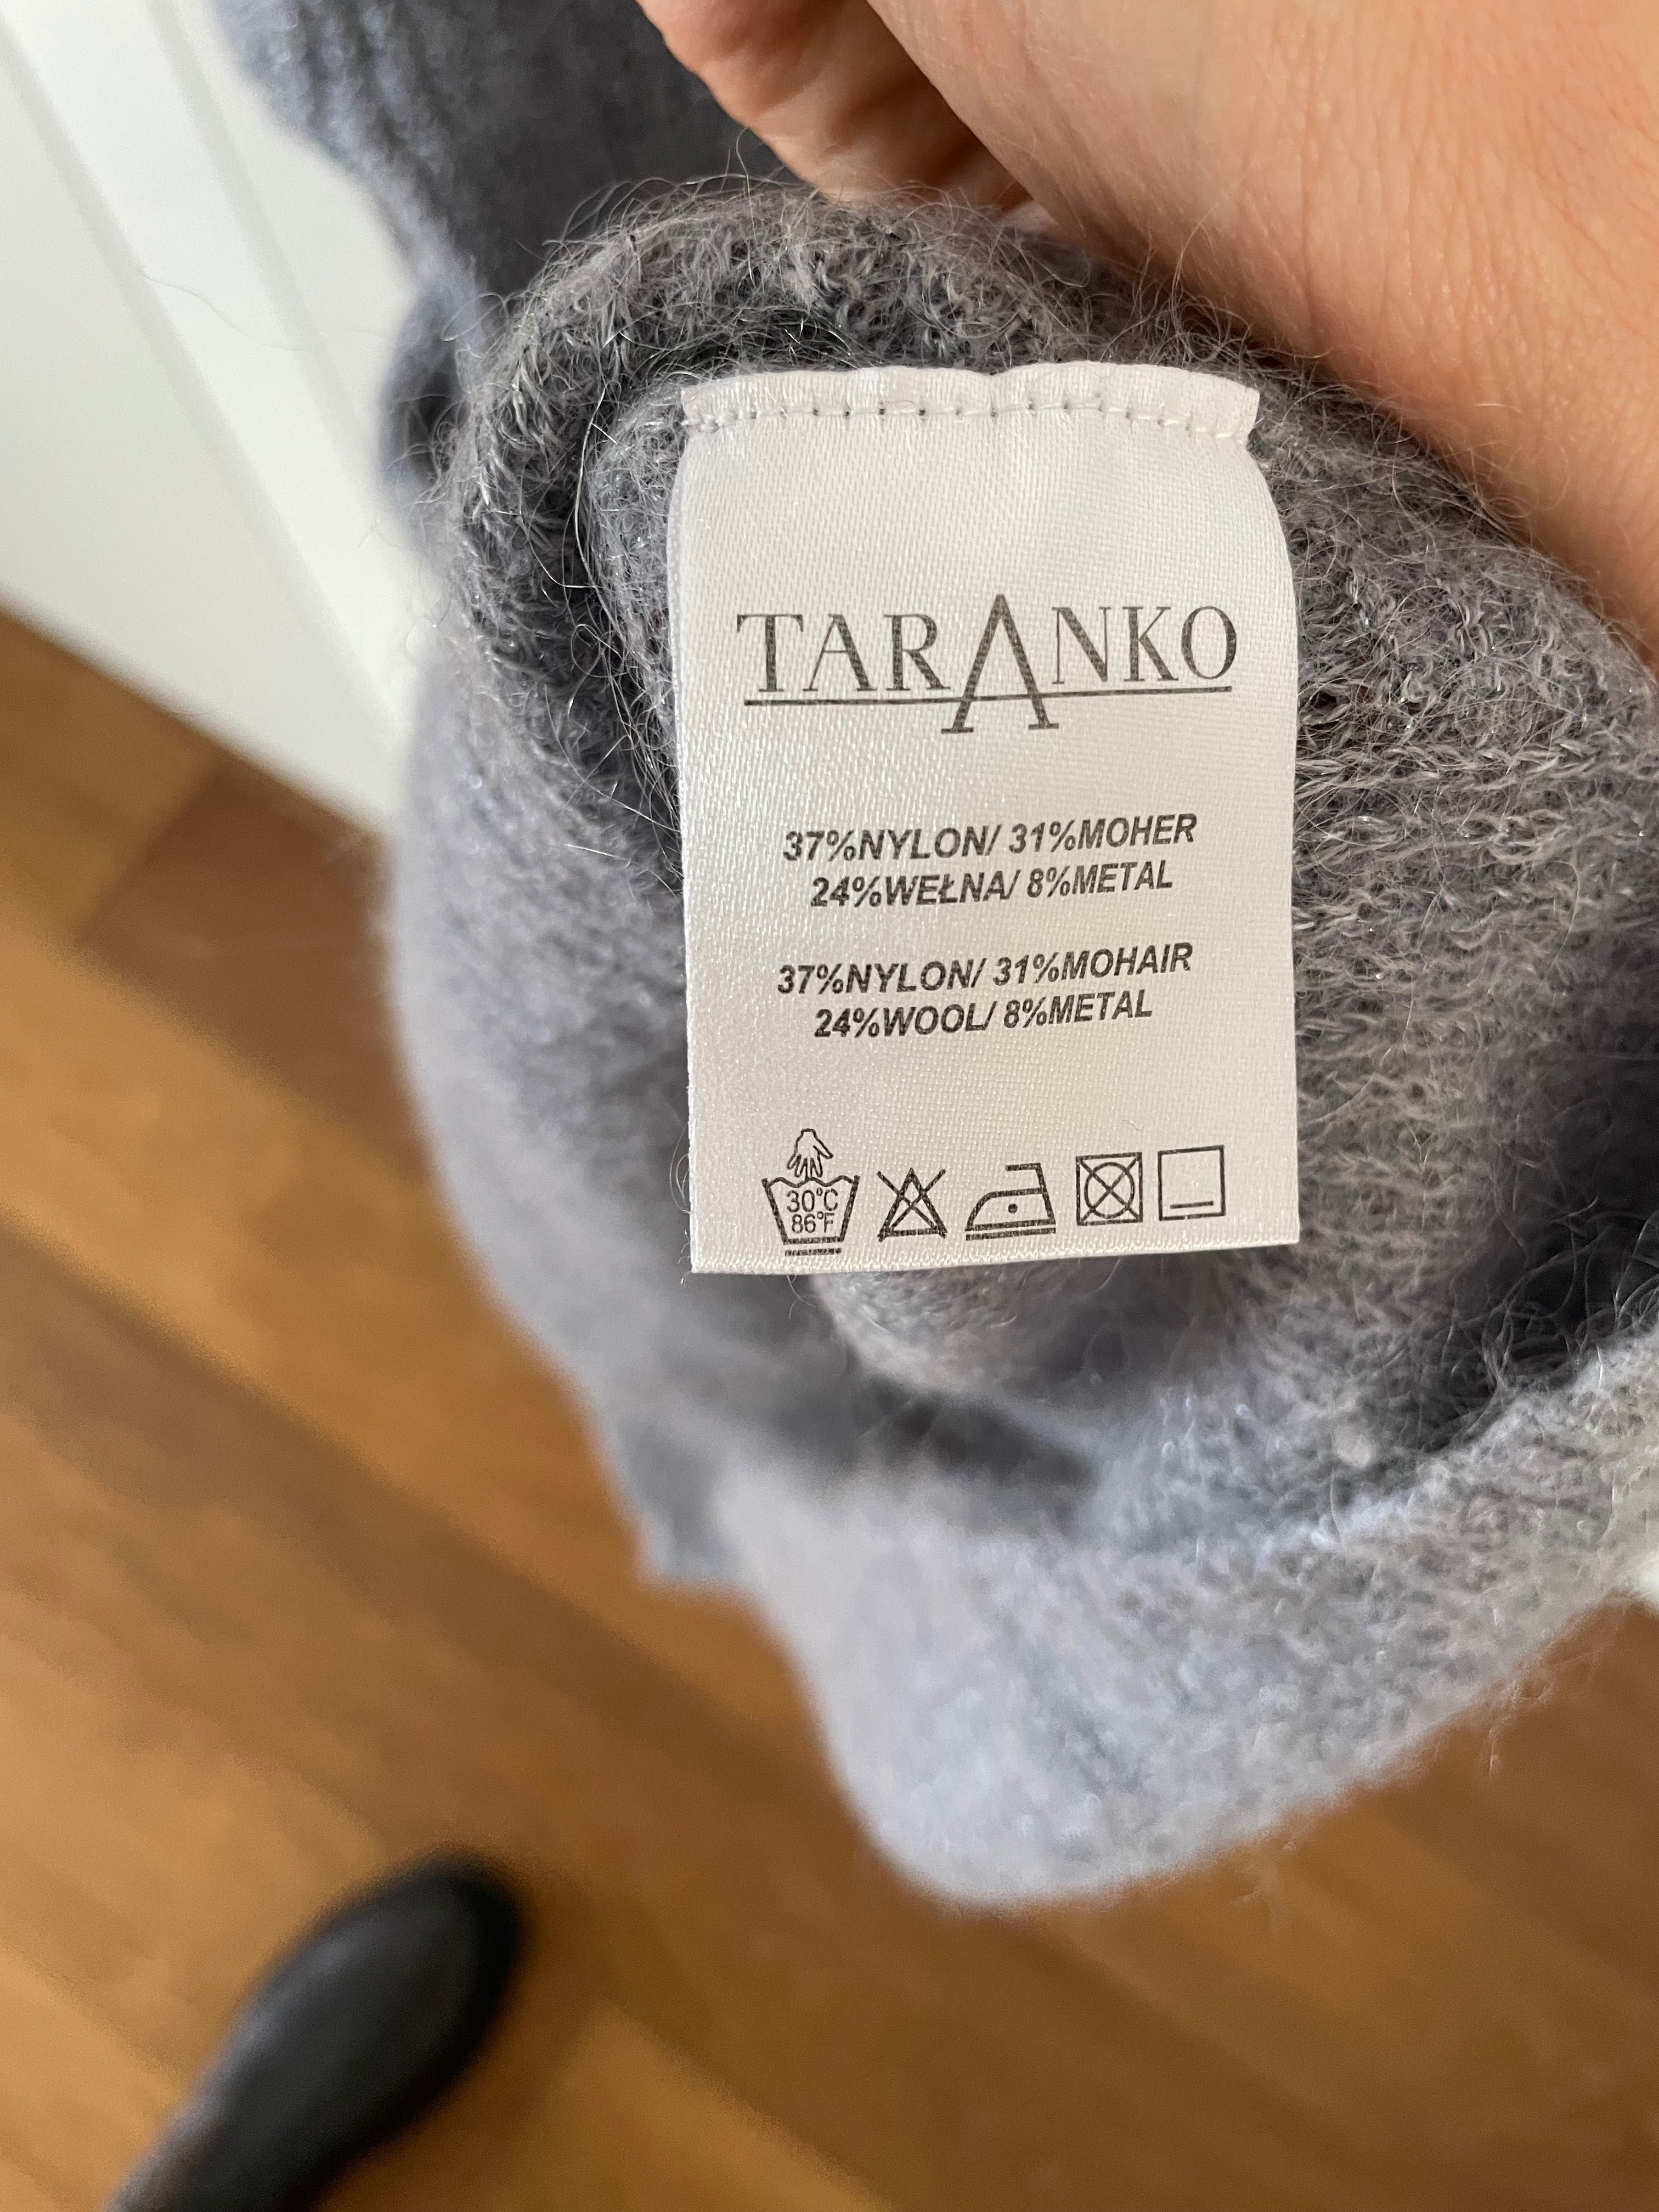 TARANKO
37%NYLON/ 31%MOHER
24%WEŁNA/ 8%METAL
37%NYLON/ 31%MOHAIR
24%WOOL/ 8%METAL
30°C
86°F